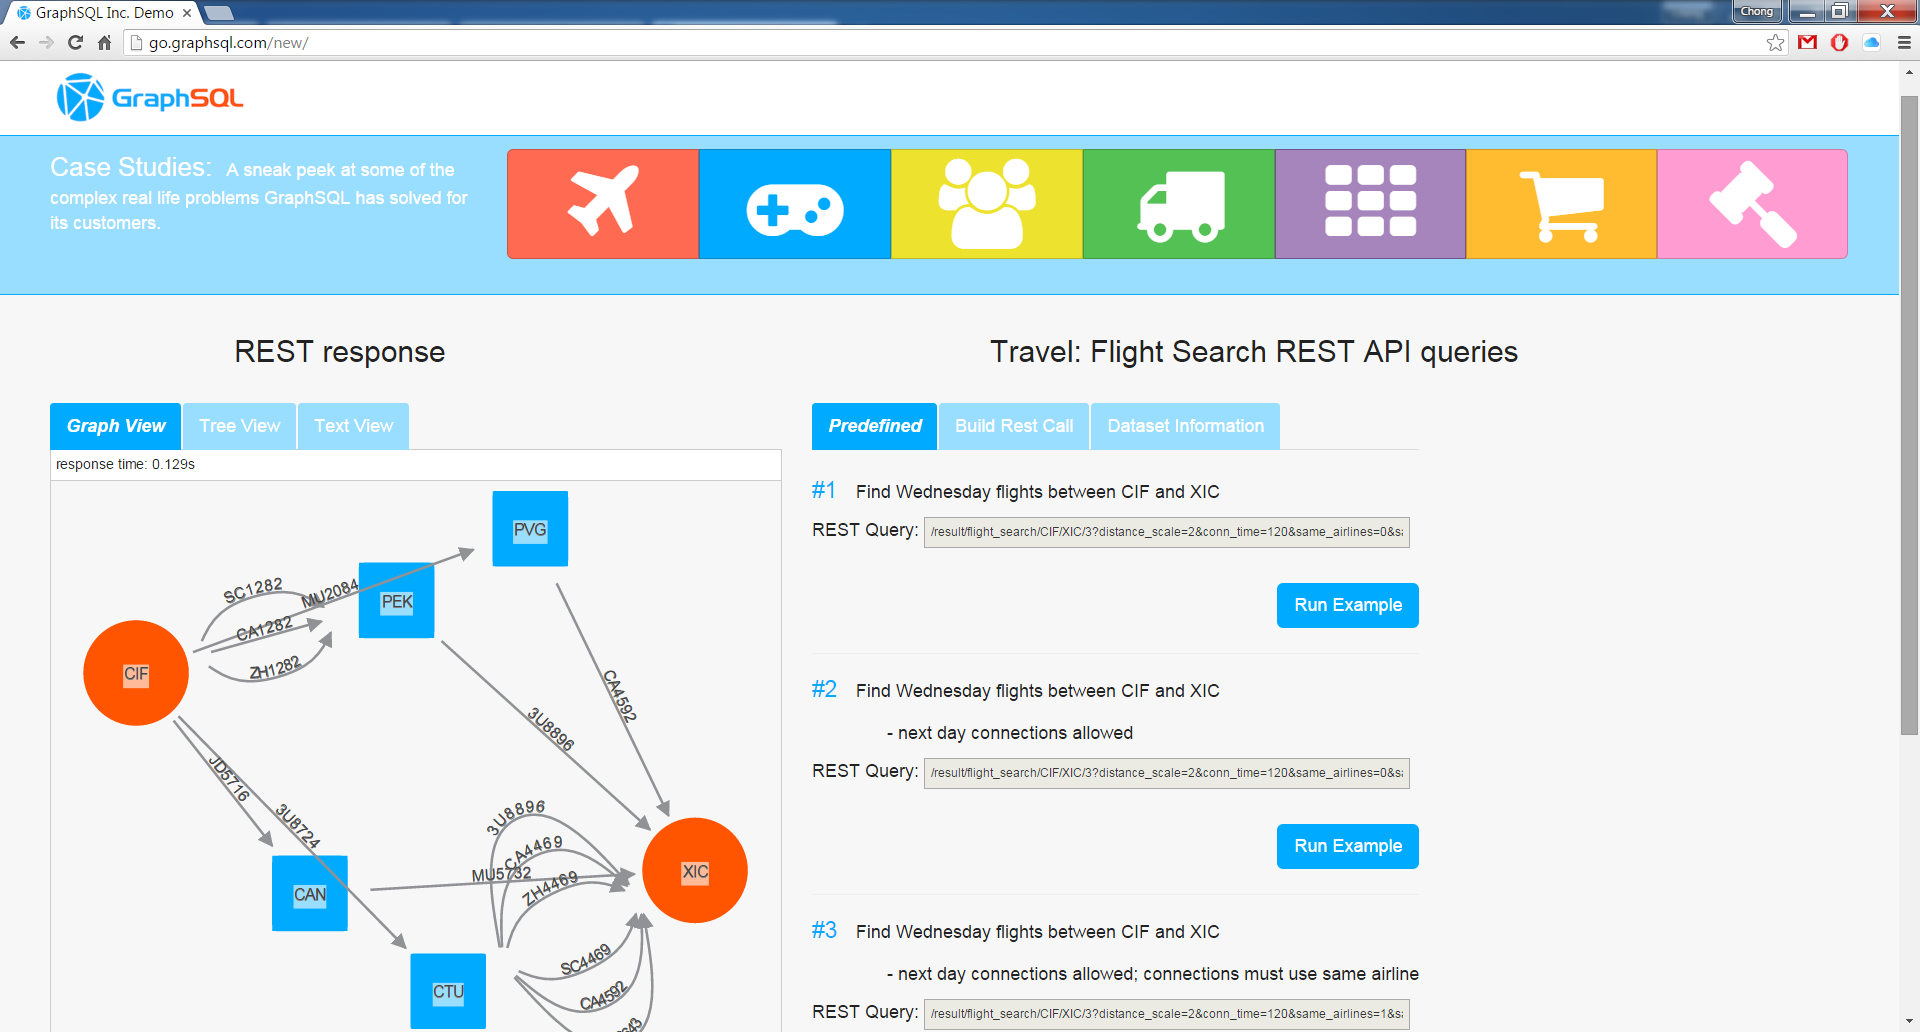 GraphSQL Inc. Demo
Chong
go.graphsql.com/new/
GraphSQL
Case Studies: A sneak peek at some of the
complex real life problems GraphSQL has solved for
its customers.
REST response
Travel: Flight Search REST API queries
Graph View
Tree View
Text View
Predefined
Build Rest Call
Dataset Information
response time: 0.129s
PVG
PEK
CIF
SC1282
MU2084
CA1282
ZH1282
CA4592
3U8896
JD5716
3U8724
3U8896
CA4469
MU5732
ZH4469
XIC
CAN
CTU
SC4469
CA4592
#1 Find Wednesday flights between CIF and XIC
REST Query: /result/flight_search/CIF/XIC/3?distance_scale=2&conn_time=120&same_airlines=0&s
Run Example
#2 Find Wednesday flights between CIF and XIC
- next day connections allowed
REST Query: /result/flight_search/CIF/XIC/3?distance_scale=2&conn_time=120&same_airlines=0&s
Run Example
#3 Find Wednesday flights between CIF and XIC
- next day connections allowed; connections must use same airline
REST Query: /result/flight_search/CIF/XIC/3?distance_scale=2&conn_time=120&same_airlines=1&s